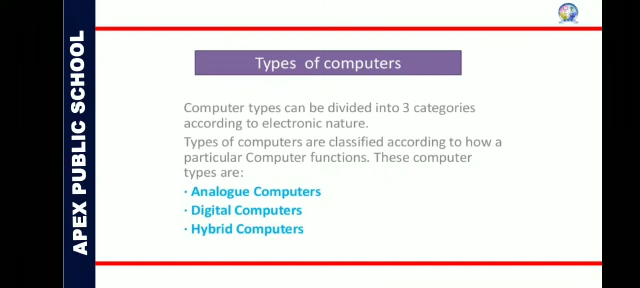 APEX PUBLIC SCHOOL
Types of computers
Computer types can be divided into 3 categories
according to electronic nature.
Types of computers are classified according to how a
particular Computer functions. These computer
types are:
· Analogue Computers
· Digital Computers
· Hybrid Computers